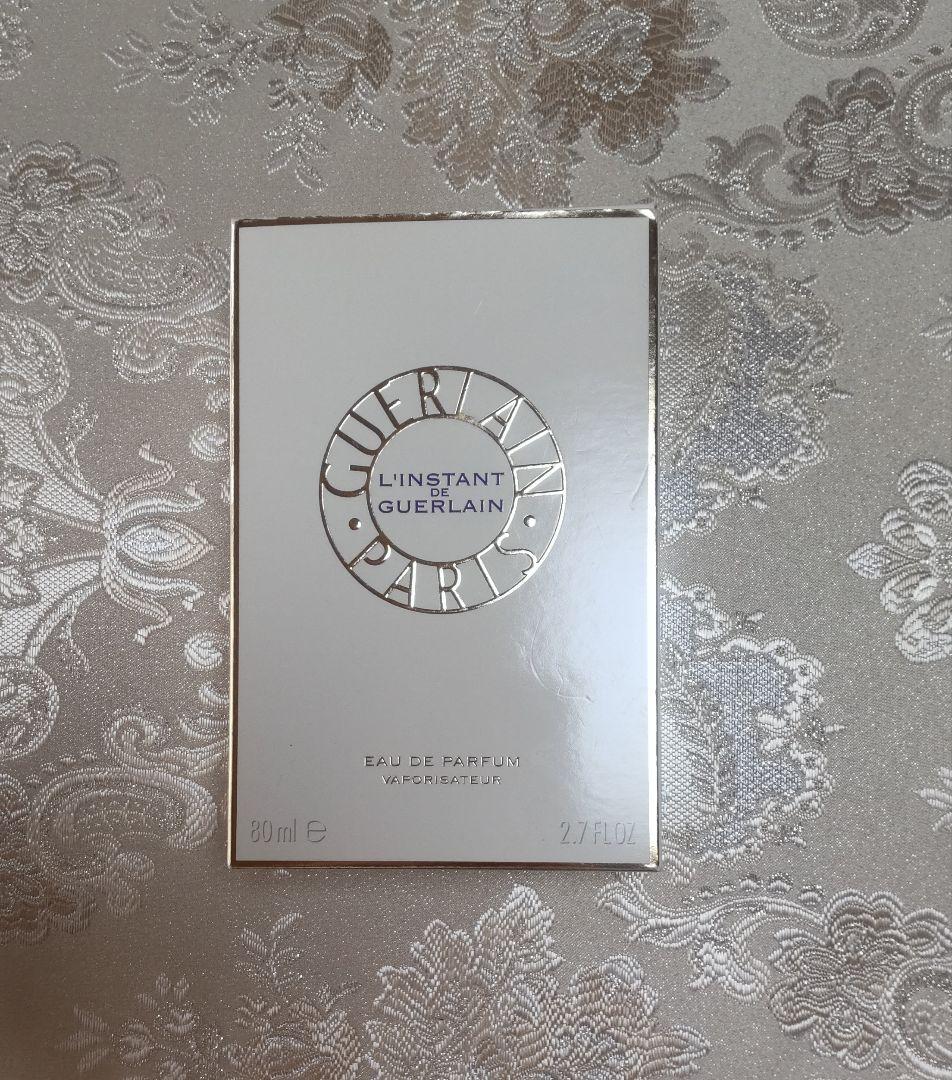 GUERLAIN
L'INSTANT
DE
GUERLAIN
PARIS
EAU DE PARFUM
VAPORISATEUR
80 ml e 2.7 FL OZ